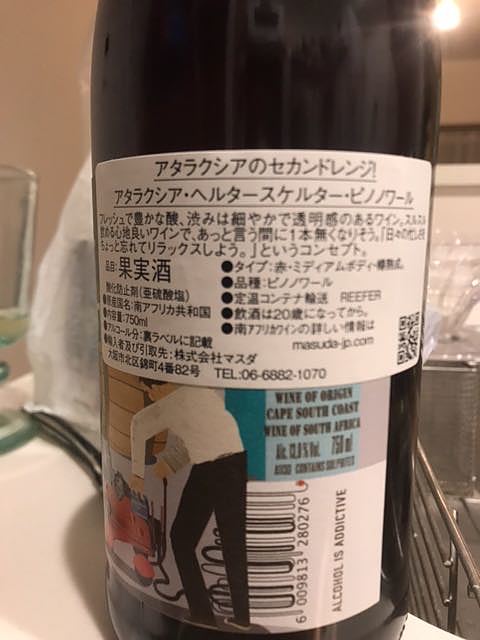 アタラクシアのセカンドレンジ!
アタラクシア・ヘルタースケルター・ピノノワール
フレッシュで豊かな酸、渋みは細やかで透明感のあるワイン。スルスル
飲める心地良いワインで、あっと言う間に1本無くなりそう。「日々の忙しさを
ちょっと忘れてリラックスしよう。」というコンセプト。
品目:果実酒
酸化防止剤(亜硫酸塩)
●原産国名:南アフリカ共和国
●内容量:750ml
●アルコール分:裏ラベルに記載
●輸入者及び引取先:株式会社マスダ
大阪市北区錦町4番82号 TEL:06-6882-1070
●タイプ:赤・ミディアムボディ・樽熟成
●品種:ピノノワール
●定温コンテナ輸送 REEFER
●飲酒は20歳になってから。
●南アフリカワインの詳しい情報は
masuda-jp.com
WINE OF ORIGIN
CAPE SOUTH COAST
WINE OF SOUTH AFRICA
Alc. 13,0 % Vol. 750 ml
CONTAINS SULPHITES
6 009813 280276
ALCOHOL IS ADDICTIVE